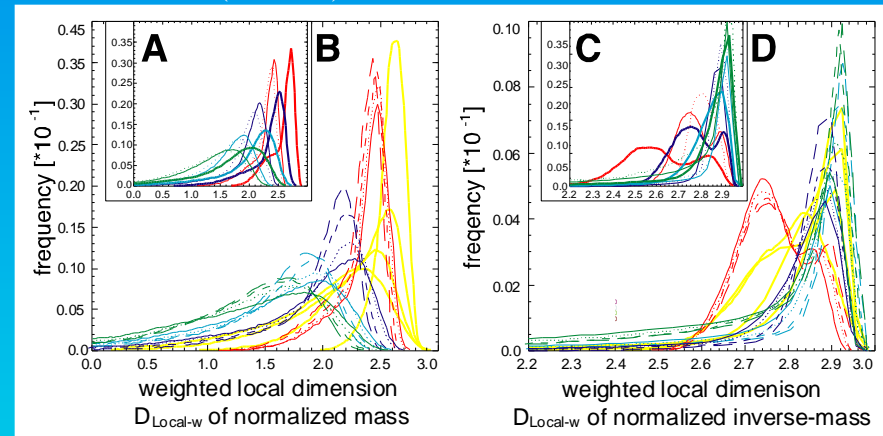 A
B
C
D
frequency [*10 -1]
0.45
0.40
0.35
0.30
0.25
0.20
0.15
0.10
0.05
0.0
0.35
0.30
0.25
0.20
0.15
0.10
0.05
0.0
0.0 0.5 1.0 1.5 2.0 2.5
0.0 0.5 1.0 1.5 2.0 2.5 3.0
weighted local dimension
DLocal-w of normalized mass
freqency [*10 -1]
0.10
0.08
0.06
0.04
0.02
0.0
0.35
0.30
0.25
0.20
0.15
0.10
0.05
0.0
2.2 2.3 2.4 2.5 2.6 2.7 2.8 2.9
2.2 2.3 2.4 2.5 2.6 2.7 2.8 2.9 3.0
weighted local dimenison
DLocal-w of normalized inverse-mass